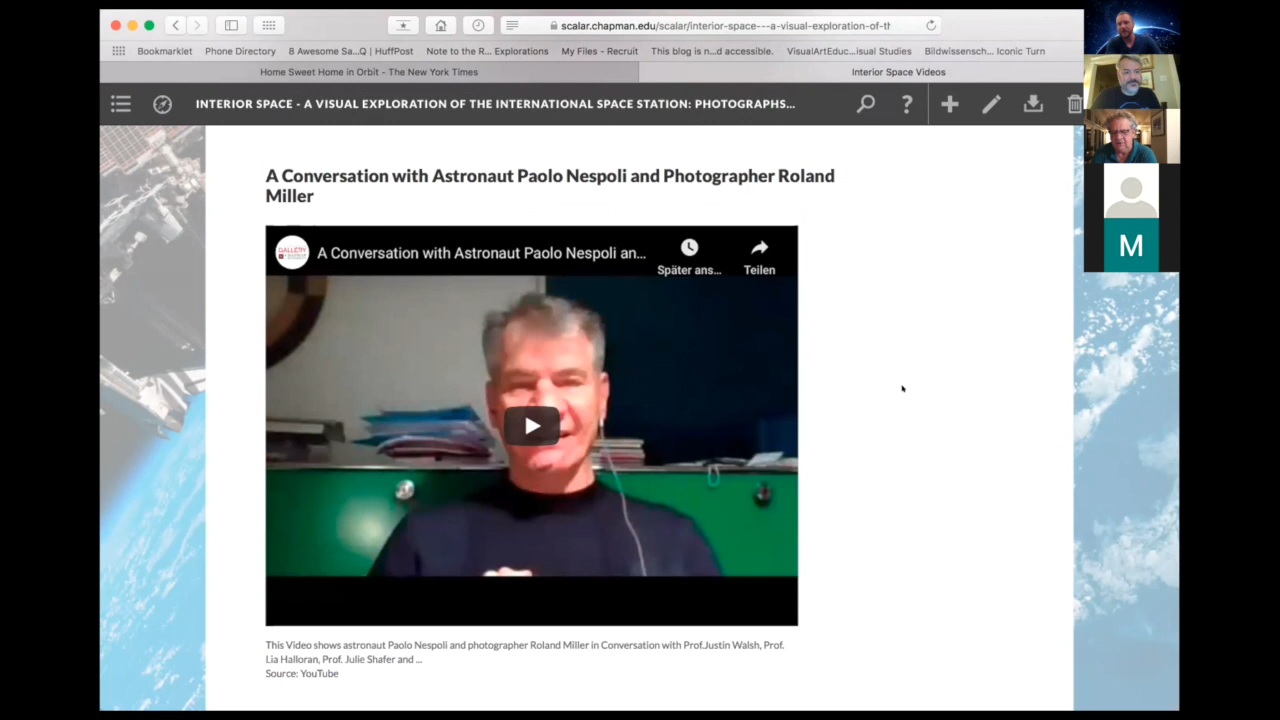 scalar.chapman.edu/scalar/interior-space---a-visual-exploration-of-tl
Bookmarklet Phone Directory 8 Awesome Sa...Q | HuffPost Note to the R... Explorations My Files - Recruit This blog is n...d accessible. VisualArtEduc...isual Studies Bildwissensch... Iconic Turn
Home Sweet Home in Orbit - The New York Times Interior Space Videos
INTERIOR SPACE - A VISUAL EXPLORATION OF THE INTERNATIONAL SPACE STATION: PHOTOGRAPHS...
A Conversation with Astronaut Paolo Nespoli and Photographer Roland
Miller
GALLERY
A Conversation with Astronaut Paolo Nespoli an...
Später ans... Teilen
M
This Video shows astronaut Paolo Nespoli and photographer Roland Miller in Conversation with Prof.Justin Walsh, Prof.
Lia Halloran, Prof. Julie Shafer and ...
Source: YouTube